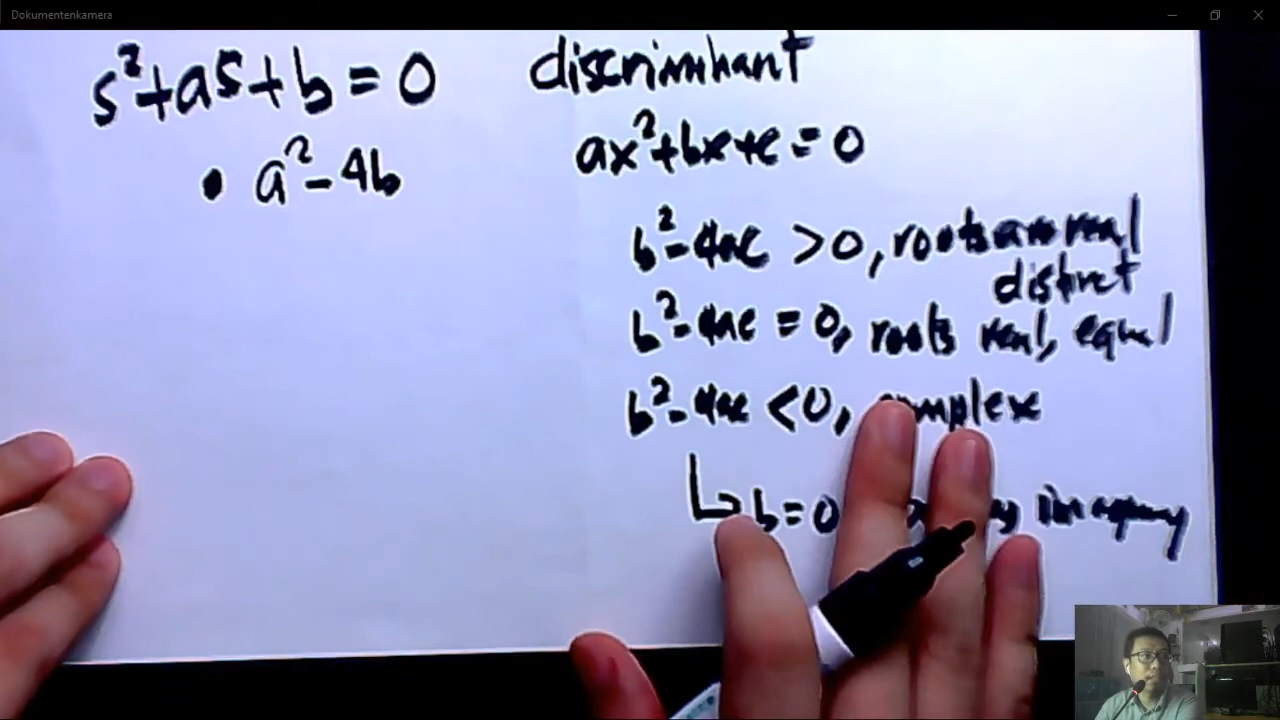 Dokumentenkamera
s²+as+b=0
• a²-4b
discriminant
ax²+bx+c=0
b²-4ac >0, roots are real
distinct
b²-4ac = 0, roots real, equal
b²-4ac <0, complex
↳ b=0 imaginary